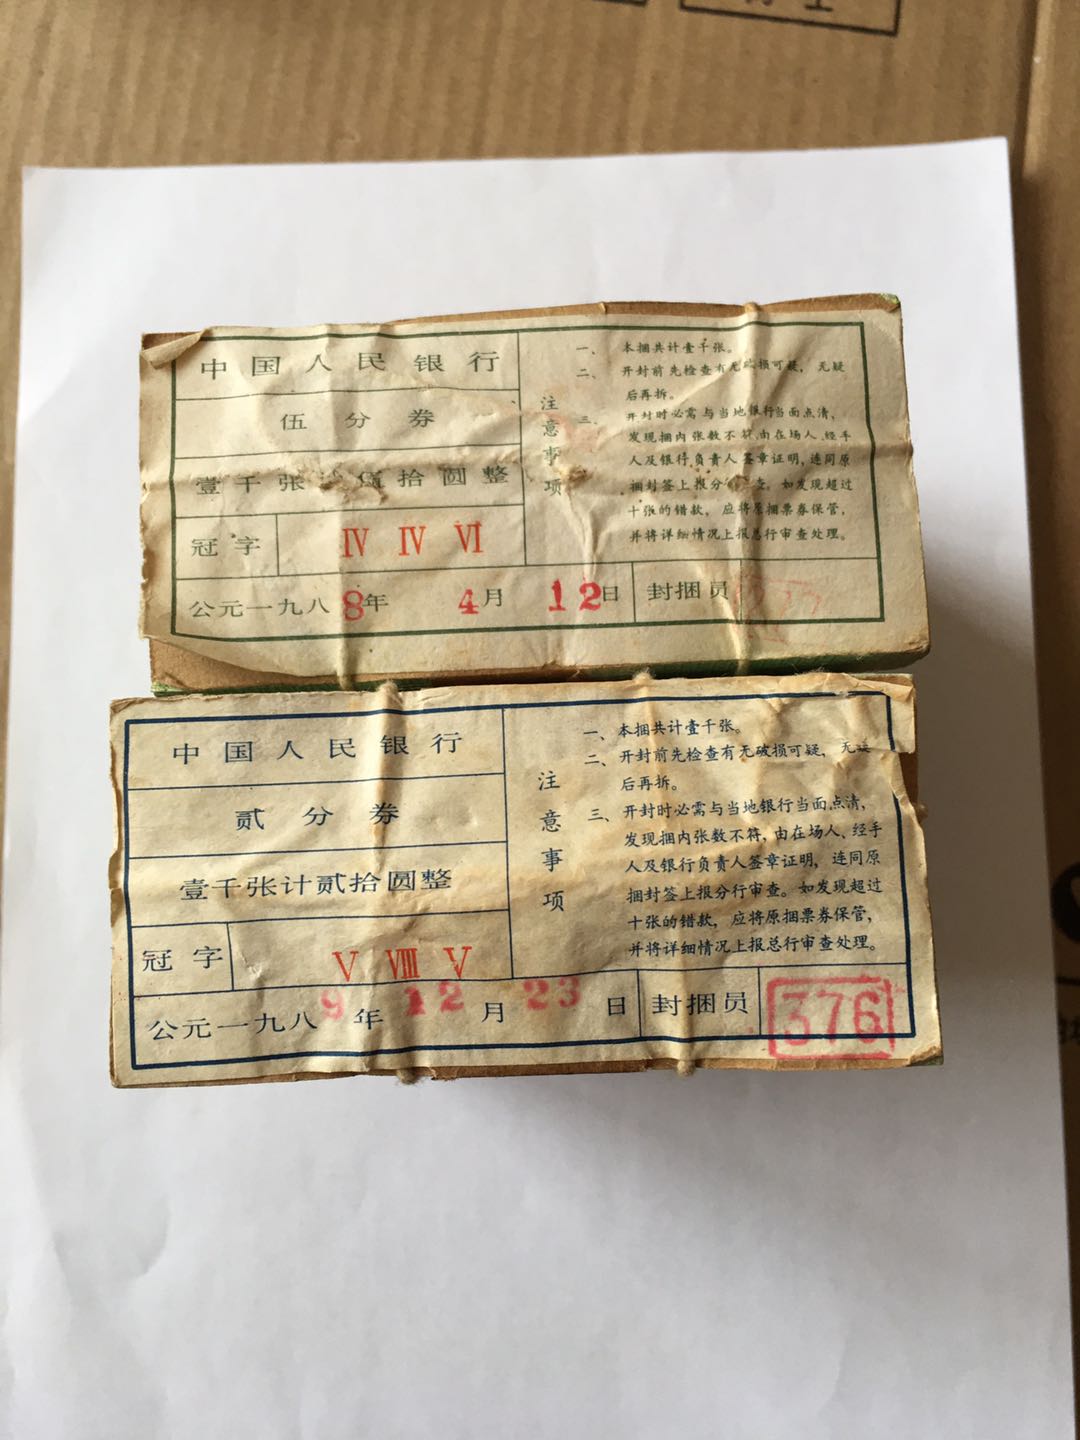 中国人民银行
伍分券
壹千张 伍拾圆整
冠字 Ⅳ Ⅳ Ⅵ
公元一九八8年 4月 12日 封捆员
注意事项
一、本捆共计壹千张。
二、开封前先检查有无破损可疑，无疑
后再拆。
三、开封时必需与当地银行当面点清，
发现捆内张数不符，由在场人、经手
人及银行负责人签章证明，连同原
捆封签上报分行审查。如发现超过
十张的错款，应将原捆票券保管，
并将详细情况上报总行审查处理。
中国人民银行
贰分券
壹千张计贰拾圆整
冠字 Ⅴ Ⅷ Ⅴ
公元一九八9年 12月 23日 封捆员 376
注意事项
一、本捆共计壹千张。
二、开封前先检查有无破损可疑，无疑
后再拆。
三、开封时必需与当地银行当面点清，
发现捆内张数不符，由在场人、经手
人及银行负责人签章证明，连同原
捆封签上报分行审查。如发现超过
十张的错款，应将原捆票券保管，
并将详细情况上报总行审查处理。